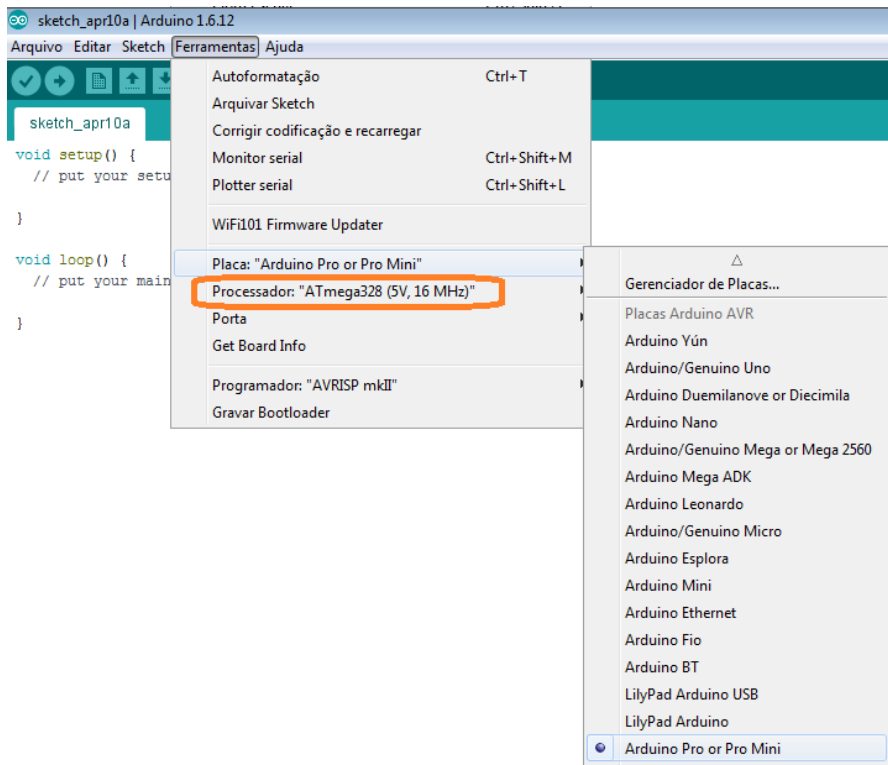 sketch_apr10a | Arduino 1.6.12
Arquivo Editar Sketch Ferramentas Ajuda
sketch_apr10a
void setup() {
// put your setu
}
void loop() {
// put your main
}
Autoformatação Ctrl+T
Arquivar Sketch
Corrigir codificação e recarregar
Monitor serial Ctrl+Shift+M
Plotter serial Ctrl+Shift+L
WiFi101 Firmware Updater
Placa: "Arduino Pro or Pro Mini"
Processador: "ATmega328 (5V, 16 MHz)"
Porta
Get Board Info
Programador: "AVRISP mkII"
Gravar Bootloader
Gerenciador de Placas...
Placas Arduino AVR
Arduino Yún
Arduino/Genuino Uno
Arduino Duemilanove or Diecimila
Arduino Nano
Arduino/Genuino Mega or Mega 2560
Arduino Mega ADK
Arduino Leonardo
Arduino/Genuino Micro
Arduino Esplora
Arduino Mini
Arduino Ethernet
Arduino Fio
Arduino BT
LilyPad Arduino USB
LilyPad Arduino
Arduino Pro or Pro Mini